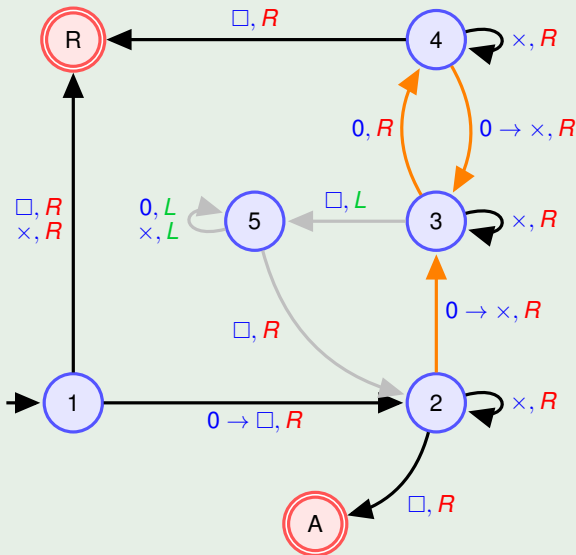 □, R
R
4
×, R
0, R
0 → ×, R
□, R
×, R
0, L
×, L
5
□, L
3
×, R
□, R
0 → ×, R
1
0 → □, R
2
×, R
□, R
A